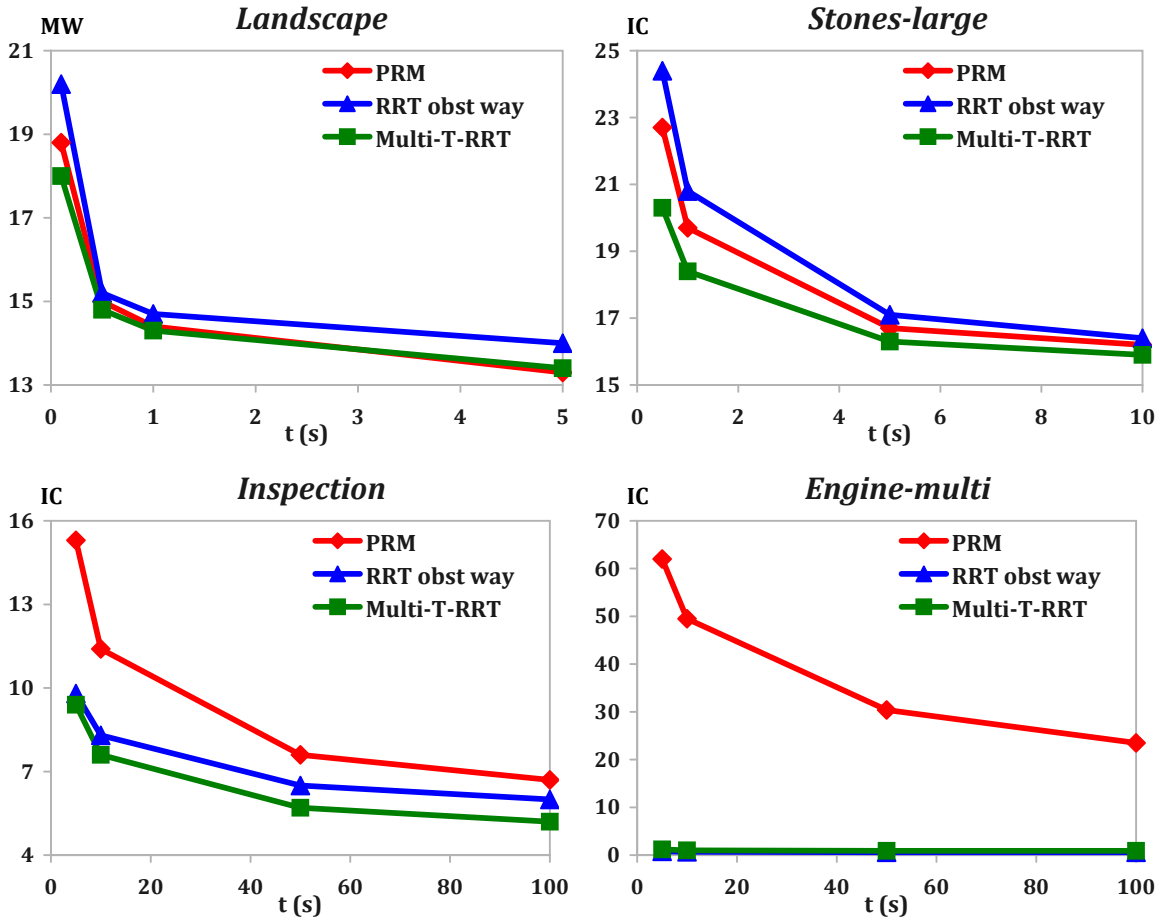 MW
Landscape
21
19
17
15
13
PRM
RRT obst way
Multi-T-RRT
0 1 2 3 4 5
t (s)
IC
Stones-large
25
23
21
19
17
15
PRM
RRT obst way
Multi-T-RRT
0 2 4 6 8 10
t (s)
IC
Inspection
16
13
10
7
4
PRM
RRT obst way
Multi-T-RRT
0 20 40 60 80 100
t (s)
IC
Engine-multi
70
60
50
40
30
20
10
0
PRM
RRT obst way
Multi-T-RRT
0 20 40 60 80 100
t (s)